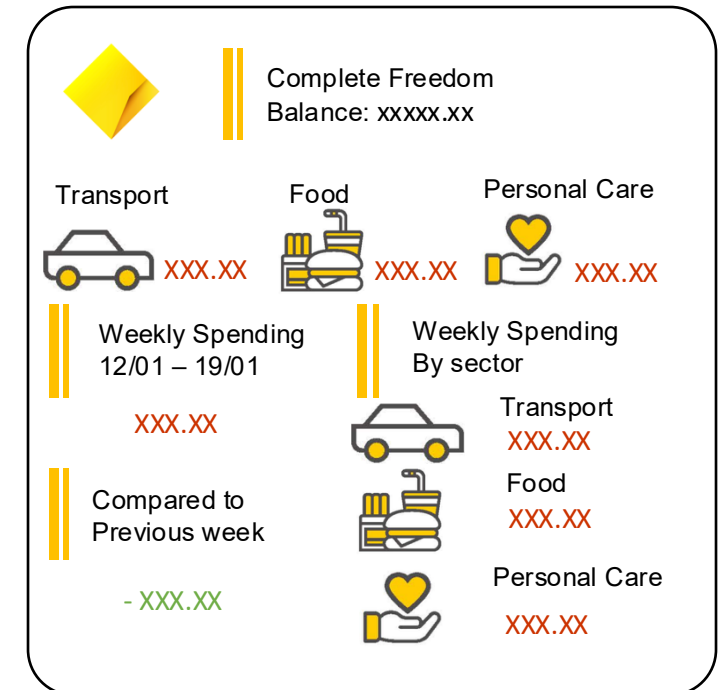 Complete Freedom
Balance: xxxxx.xx
Transport
Food
Personal Care
XXX.XX
XXX.XX
XXX.XX
Weekly Spending
12/01 – 19/01
XXX.XX
Compared to
Previous week
- XXX.XX
Weekly Spending
By sector
Transport
XXX.XX
Food
XXX.XX
Personal Care
XXX.XX